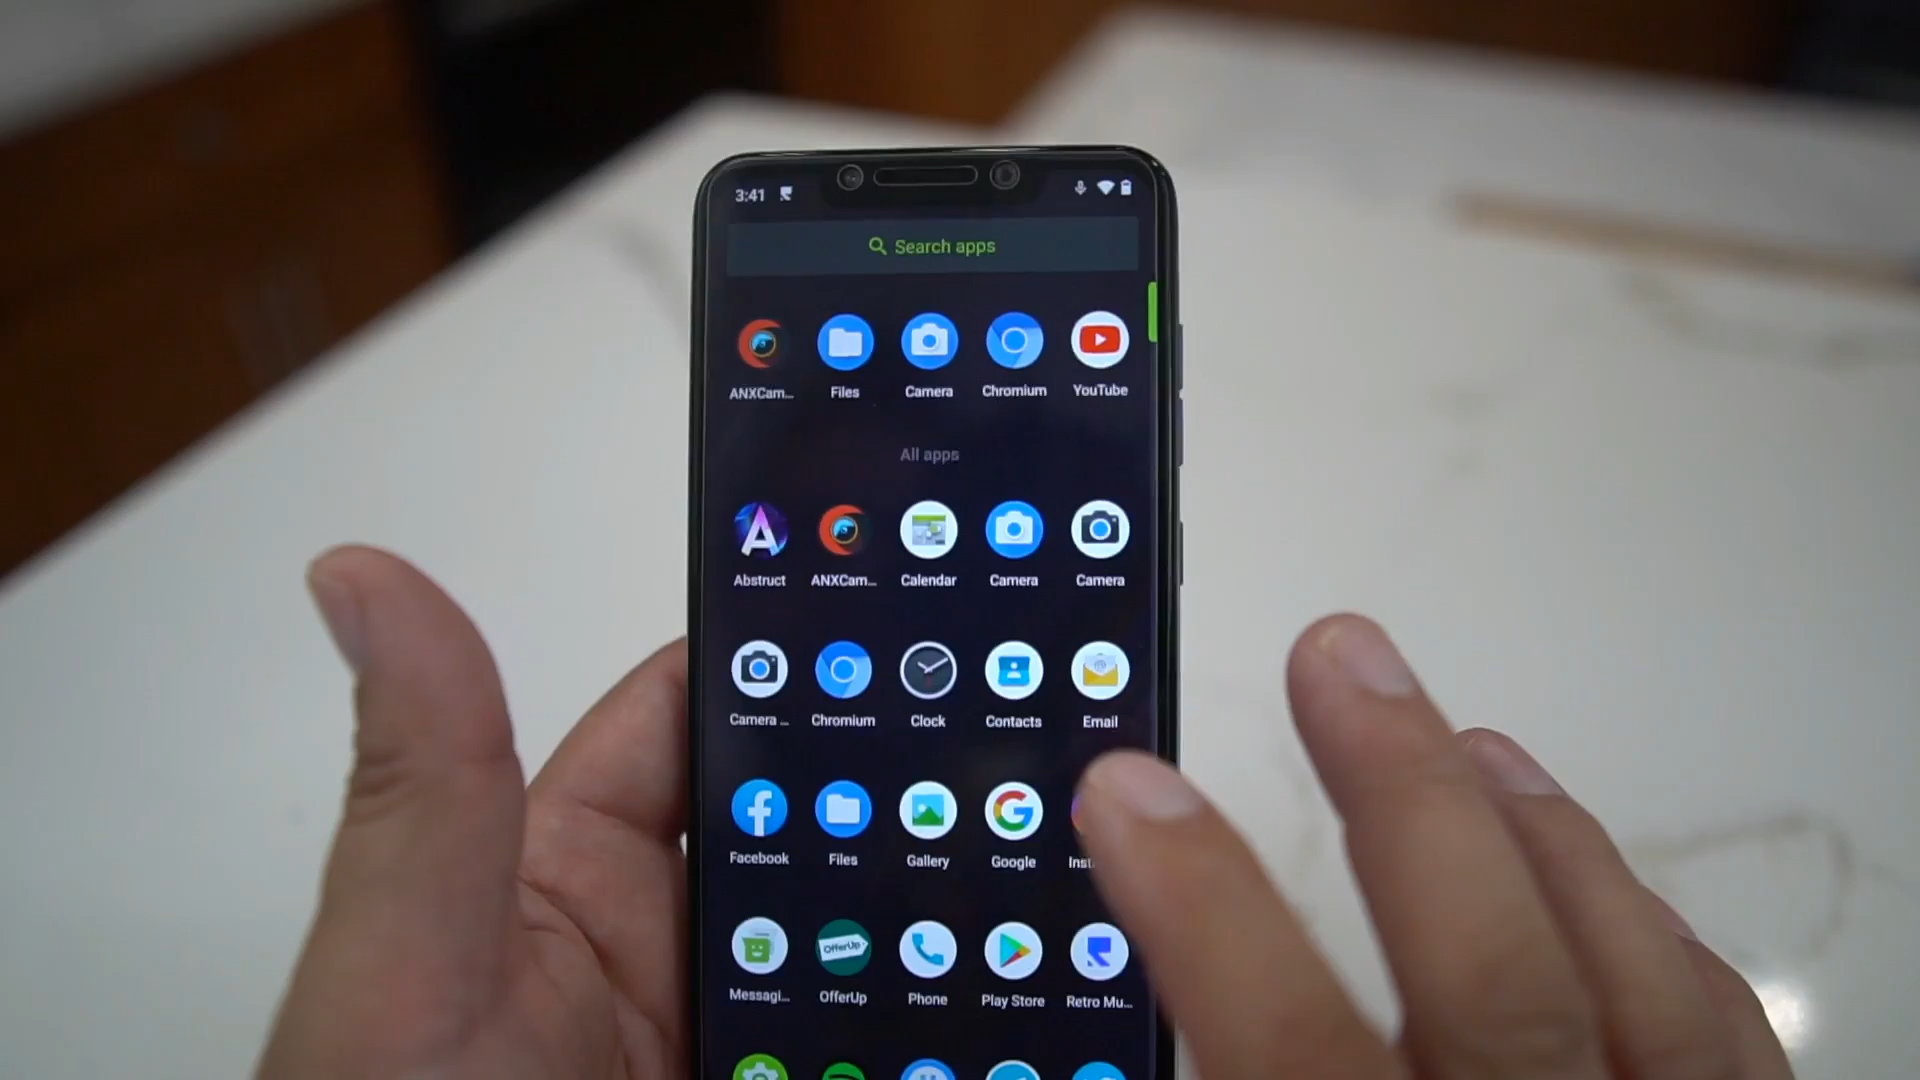 3:41
Search apps
ANXCam... Files Camera Chromium YouTube
All apps
Abstruct ANXCam... Calendar Camera Camera
Camera ... Chromium Clock Contacts Email
Facebook Files Gallery Google Inst
OfferUp
Messagi... OfferUp Phone Play Store Retro Mu...